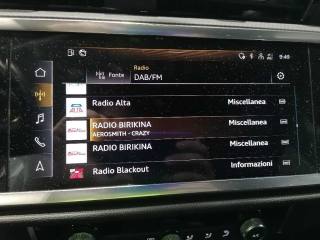 9:49
Radio
Fonte
DAB/FM
Radio Alta Miscellanea
RADIO BIRIKINA Miscellanea
AEROSMITH - CRAZY
RADIO BIRIKINA Miscellanea
Radio Blackout Informazioni